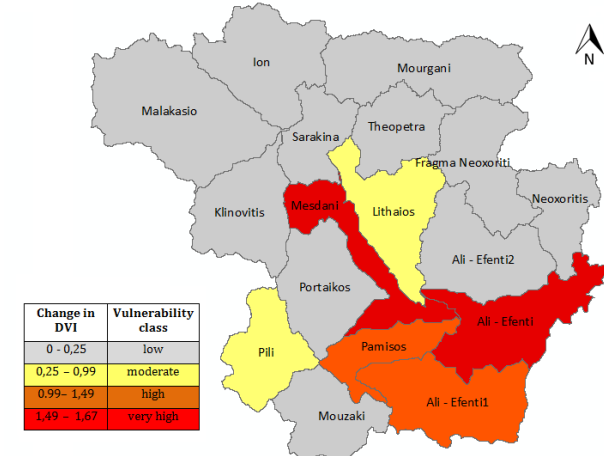 Ion
Mourgani
N
Malakasio
Sarakina
Theopetra
Fragma Neoxoriti
Klinovitis
Mesdani
Lithaios
Neoxoritis
Ali - Efenti2
Portaikos
Ali - Efenti
Pamisos
Pili
Ali - Efenti1
Mouzaki
Change in DVI Vulnerability class
0 - 0,25 low
0,25 – 0,99 moderate
0.99– 1,49 high
1,49 – 1,67 very high